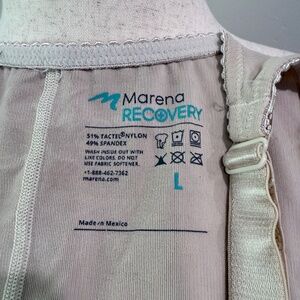 Marena
RECOVERY
51% TACTEL® NYLON
49% SPANDEX
WASH INSIDE OUT WITH
LIKE COLORS. DO NOT
USE FABRIC SOFTENER.
+1-888-462-7362
marena.com
L
Made in Mexico